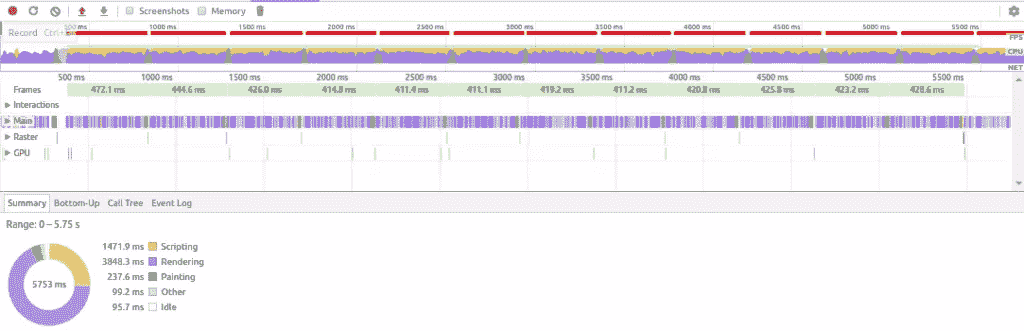 Screenshots Memory
Record Ctrl+
500 ms 1000 ms 1500 ms 2000 ms 2500 ms 3000 ms 3500 ms 4000 ms 4500 ms 5000 ms 5500 ms
FPS
CPU
NET
500 ms 1000 ms 1500 ms 2000 ms 2500 ms 3000 ms 3500 ms 4000 ms 4500 ms 5000 ms 5500 ms
Frames 472.1 ms 444.6 ms 426.0 ms 414.8 ms 411.4 ms 411.1 ms 419.2 ms 411.2 ms 420.8 ms 425.8 ms 423.2 ms 428.6 ms
Interactions
Main
Raster
GPU
Summary Bottom-Up Call Tree Event Log
Range: 0 – 5.75 s
1471.9 ms Scripting
3848.3 ms Rendering
5753 ms 237.6 ms Painting
99.2 ms Other
95.7 ms Idle